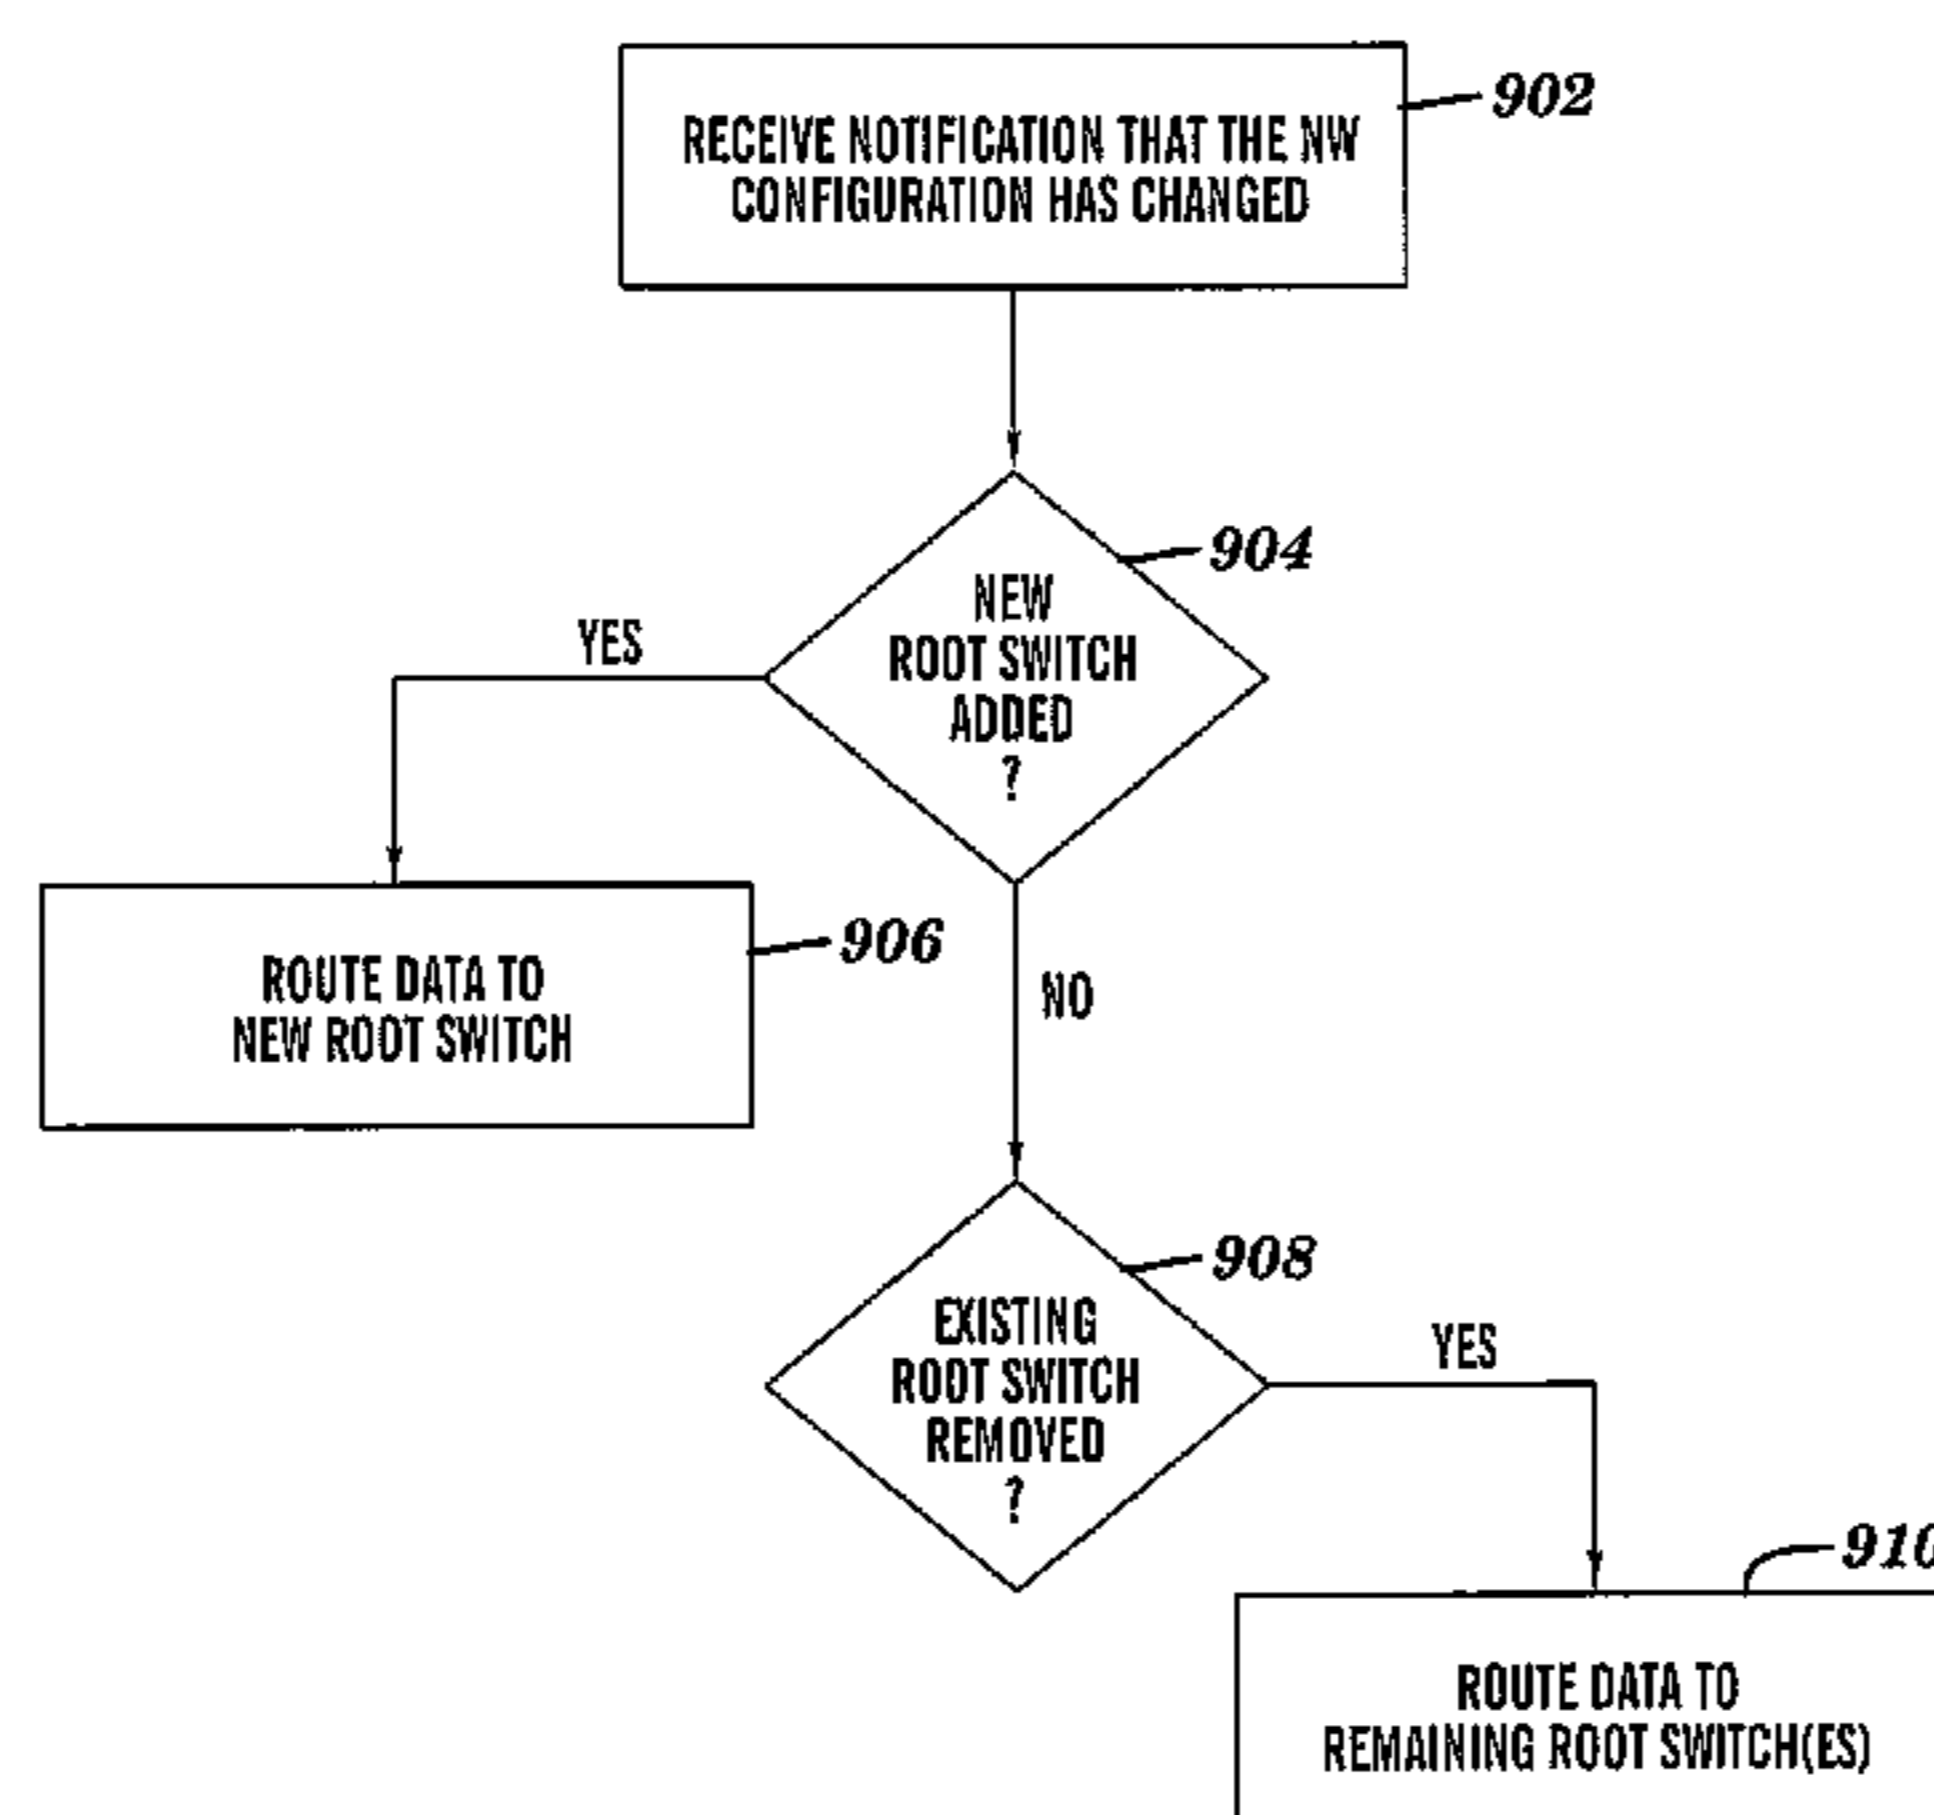 RECEIVE NOTIFICATION THAT THE NW
CONFIGURATION HAS CHANGED
902
904
NEW
ROOT SWITCH
ADDED
?
YES
906
ROUTE DATA TO
NEW ROOT SWITCH
NO
908
EXISTING
ROOT SWITCH
REMOVED
?
YES
910
ROUTE DATA TO
REMAINING ROOT SWITCH(ES)